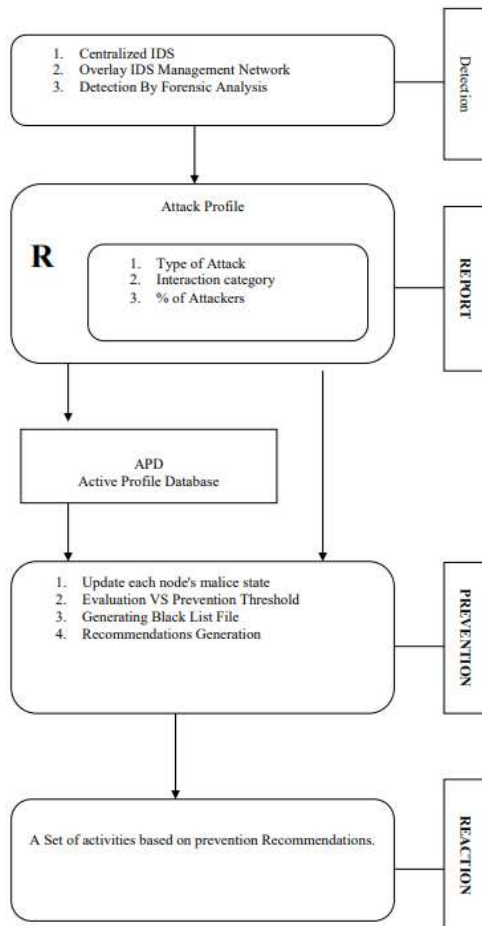 1. Centralized IDS
2. Overlay IDS Management Network
3. Detection By Forensic Analysis
Detection
Attack Profile
R
1. Type of Attack
2. Interaction category
3. % of Attackers
REPORT
APD
Active Profile Database
1. Update each node's malice state
2. Evaluation VS Prevention Threshold
3. Generating Black List File
4. Recommendations Generation
PREVENTION
A Set of activities based on prevention Recommendations.
REACTION